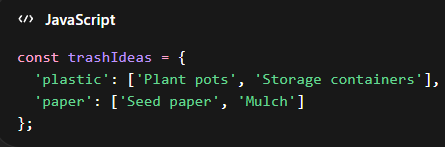 </> JavaScript
const trashIdeas = {
  'plastic': ['Plant pots', 'Storage containers'],
  'paper': ['Seed paper', 'Mulch']
};